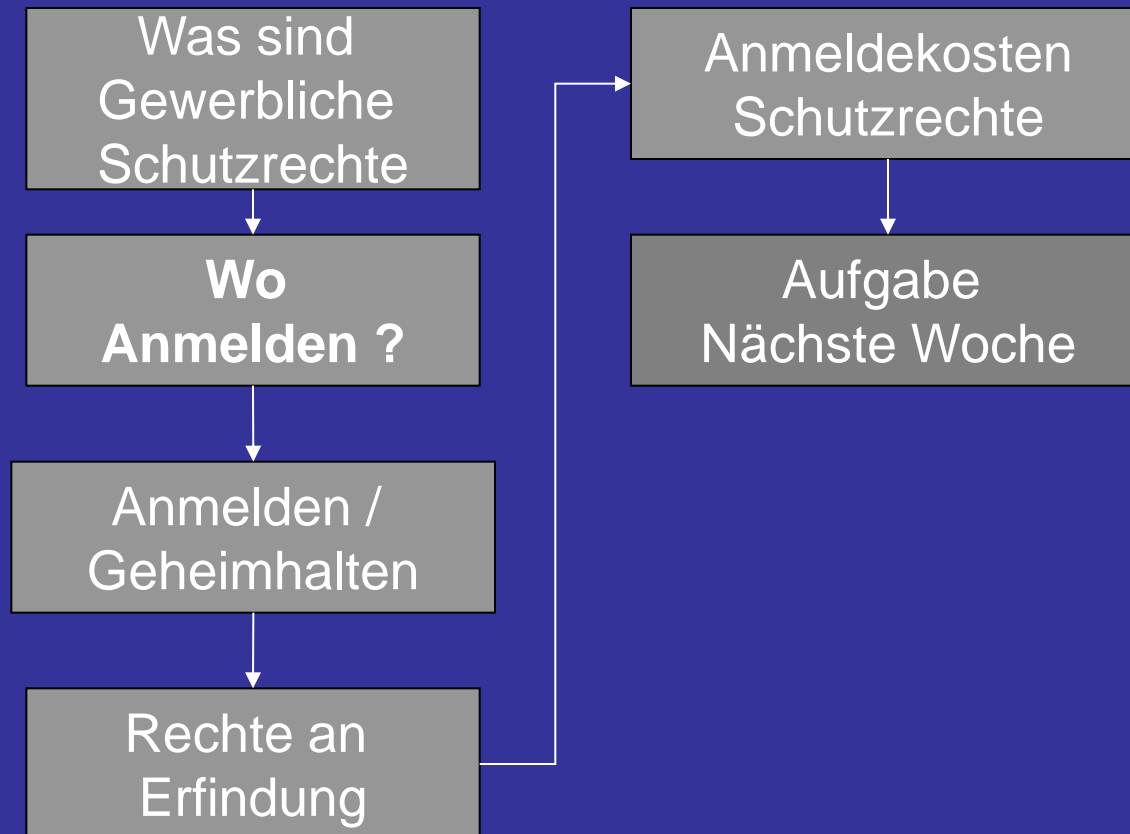 Was sind
Gewerbliche
Schutzrechte
Wo
Anmelden ?
Anmelden /
Geheimhalten
Rechte an
Erfindung
Anmeldekosten
Schutzrechte
Aufgabe
Nächste Woche